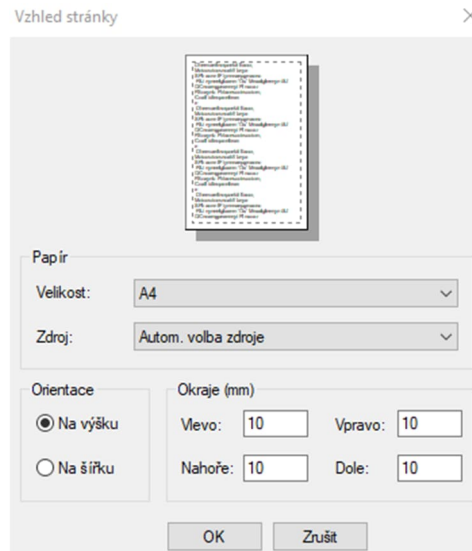 Vzhled stránky
Papír
Velikost: A4
Zdroj: Autom. volba zdroje
Orientace
Na výšku
Na šířku
Okraje (mm)
Vlevo: 10 Vpravo: 10
Nahoře: 10 Dole: 10
OK Zrušit